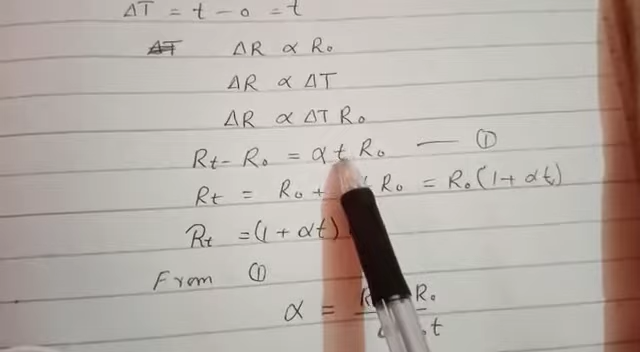 ΔT = t - 0 = t
ΔR ∝ R₀
ΔR ∝ ΔT
ΔR ∝ ΔT R₀
Rt - R₀ = αt R₀ — ①
Rt = R₀ + t R₀ = R₀(1 + αt)
Rt = (1 + αt)
From ①
α = R R₀
t